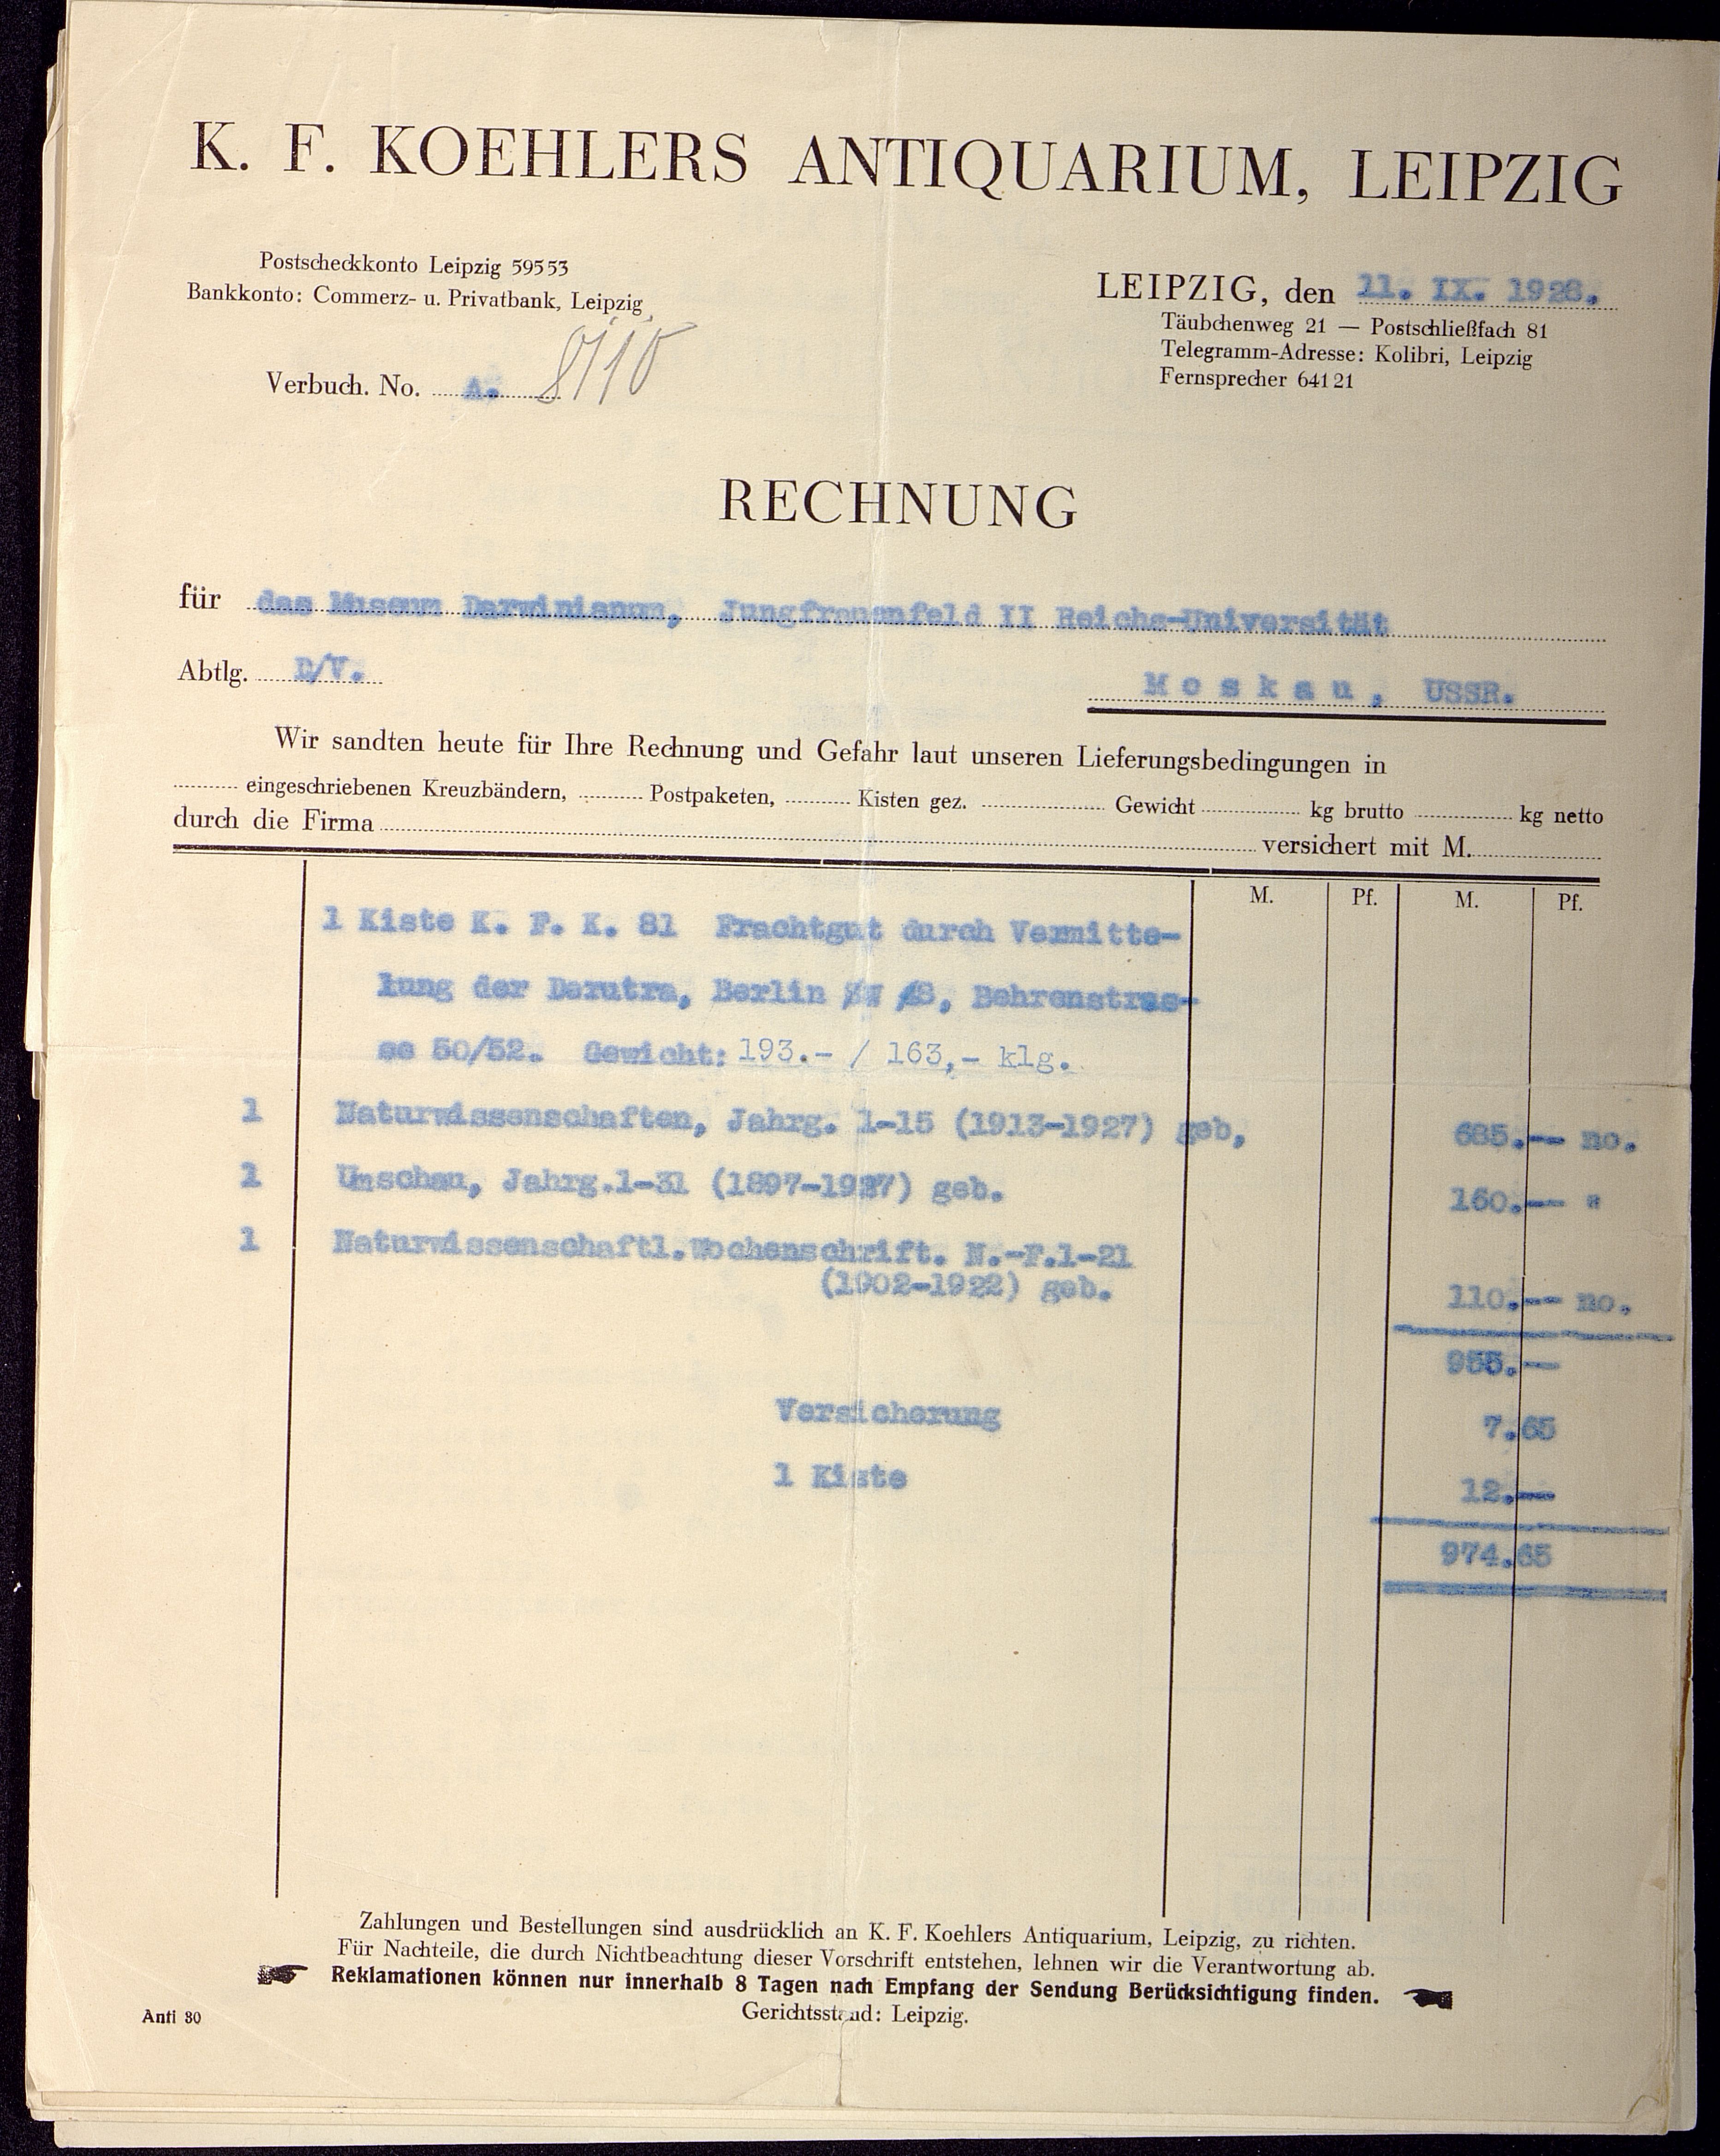 K. F. KOEHLERS ANTIQUARIUM, LEIPZIG
Postscheckkonto Leipzig 59553
Bankkonto: Commerz- u. Privatbank, Leipzig
LEIPZIG, den 11. IX. 1928.
Täubchenweg 21 — Postschließfach 81
Telegramm-Adresse: Kolibri, Leipzig
Fernsprecher 64121
Verbuch. No. A. 8110
RECHNUNG
für das Museum Darwinianum, Jungfrauenfeld II Reichs-Universität
Abtlg. D/V.
Moskau, USSR.
Wir sandten heute für Ihre Rechnung und Gefahr laut unseren Lieferungsbedingungen in
eingeschriebenen Kreuzbändern, Postpaketen, Kisten gez. Gewicht kg brutto kg netto
durch die Firma versichert mit M.
M. Pf. M. Pf.
1 Kiste K. F. K. 81 Frachtgut durch Vermitte-
lung der Derutra, Berlin W 8, Behrenstras-
se 50/52. Gewicht: 193.- / 163,- klg.
1 Naturwissenschaften, Jahrg. 1-15 (1913-1927) geb, 685.-- no.
1 Umschau, Jahrg.1-31 (1897-1927) geb. 160.-- "
1 Naturwissenschaftl.Wochenschrift. N.-F.1-21
(1902-1922) geb. 110.-- no.
955.--
Versicherung 7.65
1 Kiste 12.--
974.65
Zahlungen und Bestellungen sind ausdrücklich an K. F. Koehlers Antiquarium, Leipzig, zu richten.
Für Nachteile, die durch Nichtbeachtung dieser Vorschrift entstehen, lehnen wir die Verantwortung ab.
Reklamationen können nur innerhalb 8 Tagen nach Empfang der Sendung Berücksichtigung finden.
Gerichtsstand: Leipzig.
Anti 30